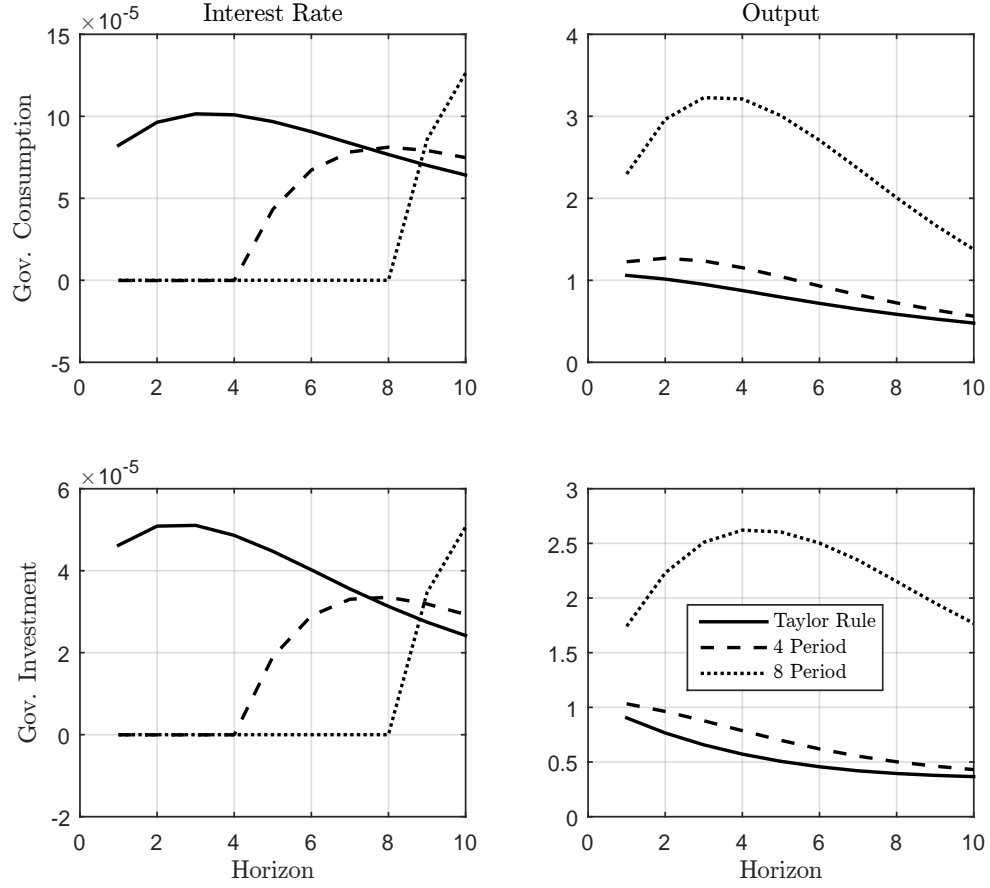 Interest Rate
Output
×10-5
15
10
5
0
-5
0 2 4 6 8 10
Gov. Consumption
4
3
2
1
0
0 2 4 6 8 10
×10-5
6
4
2
0
-2
0 2 4 6 8 10
Gov. Investment
Horizon
3
2.5
2
1.5
1
0.5
0
0 2 4 6 8 10
Horizon
Taylor Rule
4 Period
8 Period